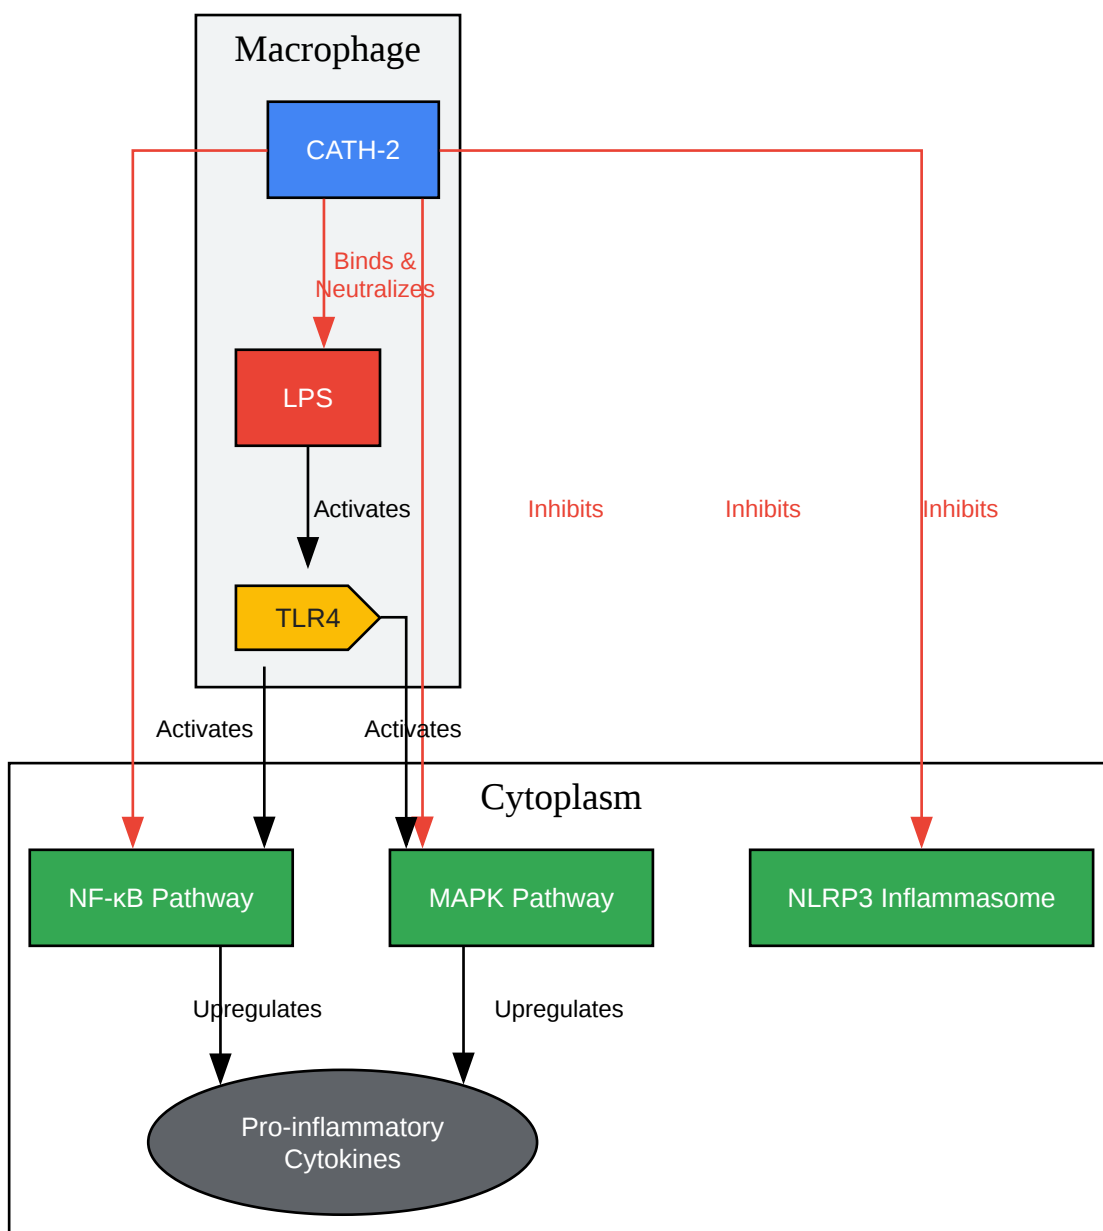 Macrophage
CATH-2
Binds &
Neutralizes
LPS
Activates
Inhibits
Inhibits
Inhibits
TLR4
Activates
Activates
Cytoplasm
NF-κB Pathway
MAPK Pathway
NLRP3 Inflammasome
Upregulates
Upregulates
Pro-inflammatory
Cytokines